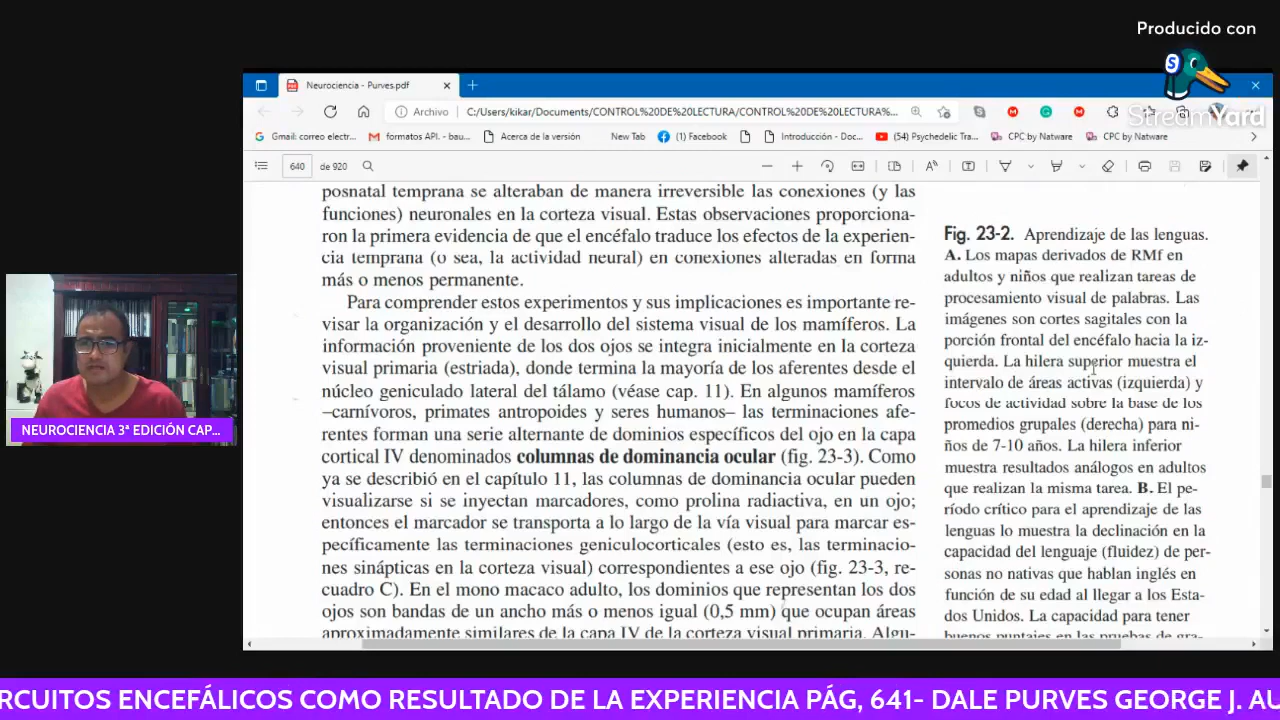 Producido con
StreamYard
Neurociencia - Purves.pdf
Archivo
C:/Users/kikar/Documents/CONTROL%20DE%20LECTURA/CONTROL%20DE%20LECTURA%...
Gmail: correo electr...
formatos API. - bau...
Acerca de la versión
New Tab
(1) Facebook
Introducción - Doc...
(54) Psychedelic Tra...
CPC by Natware
CPC by Natware
640
de 920
posnatal temprana se alteraban de manera irreversible las conexiones (y las
funciones) neuronales en la corteza visual. Estas observaciones proporciona-
ron la primera evidencia de que el encéfalo traduce los efectos de la experien-
cia temprana (o sea, la actividad neural) en conexiones alteradas en forma
más o menos permanente.
Para comprender estos experimentos y sus implicaciones es importante re-
visar la organización y el desarrollo del sistema visual de los mamíferos. La
información proveniente de los dos ojos se integra inicialmente en la corteza
visual primaria (estriada), donde termina la mayoría de los aferentes desde el
núcleo geniculado lateral del tálamo (véase cap. 11). En algunos mamíferos
–carnívoros, primates antropoides y seres humanos– las terminaciones afe-
rentes forman una serie alternante de dominios específicos del ojo en la capa
cortical IV denominados columnas de dominancia ocular (fig. 23-3). Como
ya se describió en el capítulo 11, las columnas de dominancia ocular pueden
visualizarse si se inyectan marcadores, como prolina radiactiva, en un ojo;
entonces el marcador se transporta a lo largo de la vía visual para marcar es-
pecíficamente las terminaciones geniculocorticales (esto es, las terminacio-
nes sinápticas en la corteza visual) correspondientes a ese ojo (fig. 23-3, re-
cuadro C). En el mono macaco adulto, los dominios que representan los dos
ojos son bandas de un ancho más o menos igual (0,5 mm) que ocupan áreas
aproximadamente similares de la capa IV de la corteza visual primaria. Algu-
Fig. 23-2. Aprendizaje de las lenguas.
A. Los mapas derivados de RMf en
adultos y niños que realizan tareas de
procesamiento visual de palabras. Las
imágenes son cortes sagitales con la
porción frontal del encéfalo hacia la iz-
quierda. La hilera superior muestra el
intervalo de áreas activas (izquierda) y
focos de actividad sobre la base de los
promedios grupales (derecha) para ni-
ños de 7-10 años. La hilera inferior
muestra resultados análogos en adultos
que realizan la misma tarea. B. El pe-
ríodo crítico para el aprendizaje de las
lenguas lo muestra la declinación en la
capacidad del lenguaje (fluidez) de per-
sonas no nativas que hablan inglés en
función de su edad al llegar a los Esta-
dos Unidos. La capacidad para tener
buenos puntajes en las pruebas de gra-
NEUROCIENCIA 3ª EDICIÓN CAP...
RCUITOS ENCEFÁLICOS COMO RESULTADO DE LA EXPERIENCIA PÁG, 641- DALE PURVES GEORGE J. AU